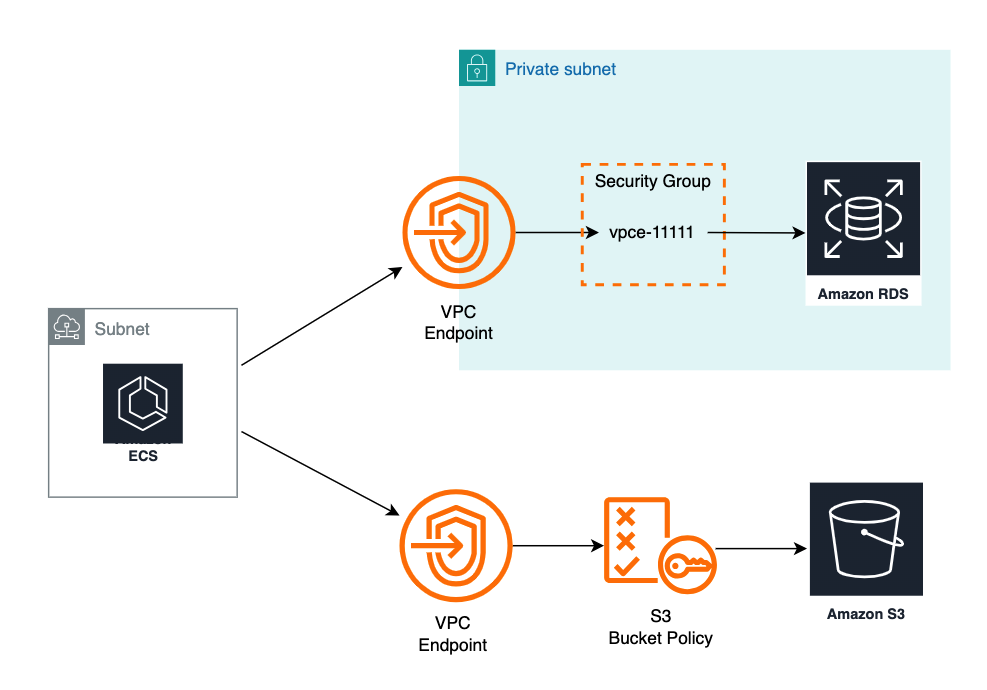 Private subnet
Security Group
vpce-11111
Amazon RDS
VPC
Endpoint
Subnet
ECS
VPC
Endpoint
S3
Bucket Policy
Amazon S3